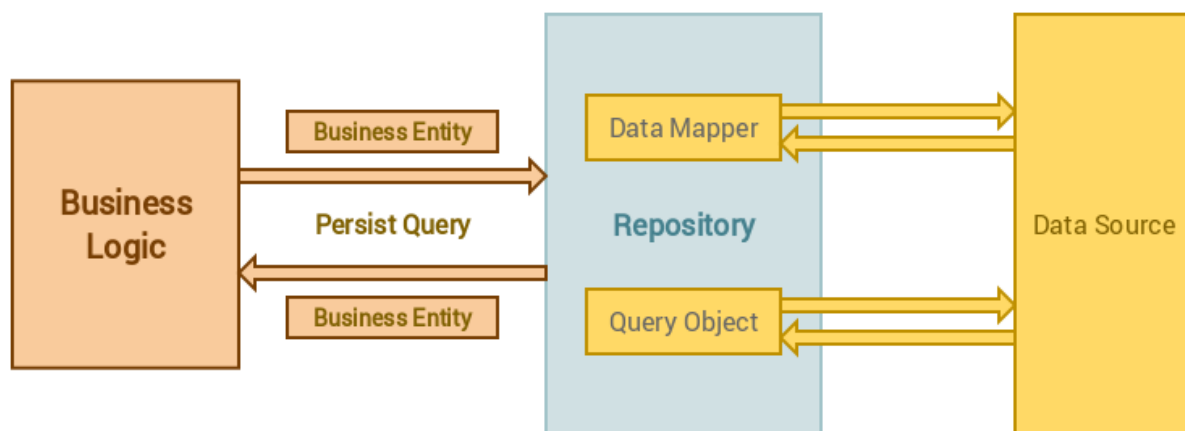 Business Entity
Data Mapper
Business
Logic
Persist Query
Repository
Data Source
Business Entity
Query Object